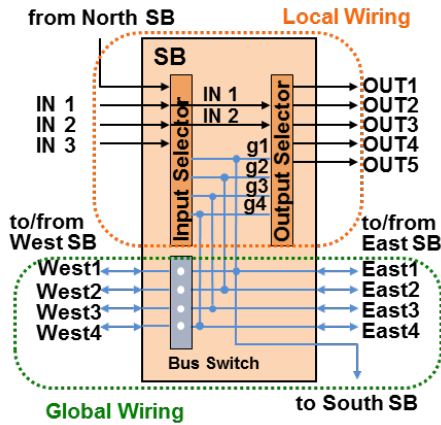 from North SB
Local Wiring
SB
IN 1
IN 2
IN 3
Input Selector
IN 1
IN 2
g1
g2
g3
g4
Output Selector
OUT1
OUT2
OUT3
OUT4
OUT5
to/from
West SB
to/from
East SB
West1
West2
West3
West4
East1
East2
East3
East4
Bus Switch
to South SB
Global Wiring